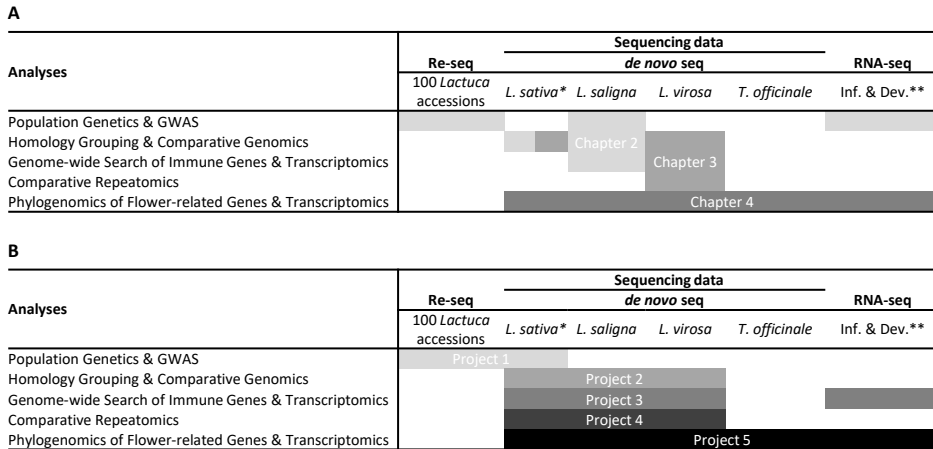 A
Sequencing data
Analyses
Re-seq de novo seq RNA-seq
100 Lactuca accessions L. sativa* L. saligna L. virosa T. officinale Inf. & Dev.**
Population Genetics & GWAS
Homology Grouping & Comparative Genomics Chapter 2
Genome-wide Search of Immune Genes & Transcriptomics Chapter 3
Comparative Repeatomics
Phylogenomics of Flower-related Genes & Transcriptomics Chapter 4
B
Sequencing data
Analyses
Re-seq de novo seq RNA-seq
100 Lactuca accessions L. sativa* L. saligna L. virosa T. officinale Inf. & Dev.**
Population Genetics & GWAS Project 1
Homology Grouping & Comparative Genomics Project 2
Genome-wide Search of Immune Genes & Transcriptomics Project 3
Comparative Repeatomics Project 4
Phylogenomics of Flower-related Genes & Transcriptomics Project 5